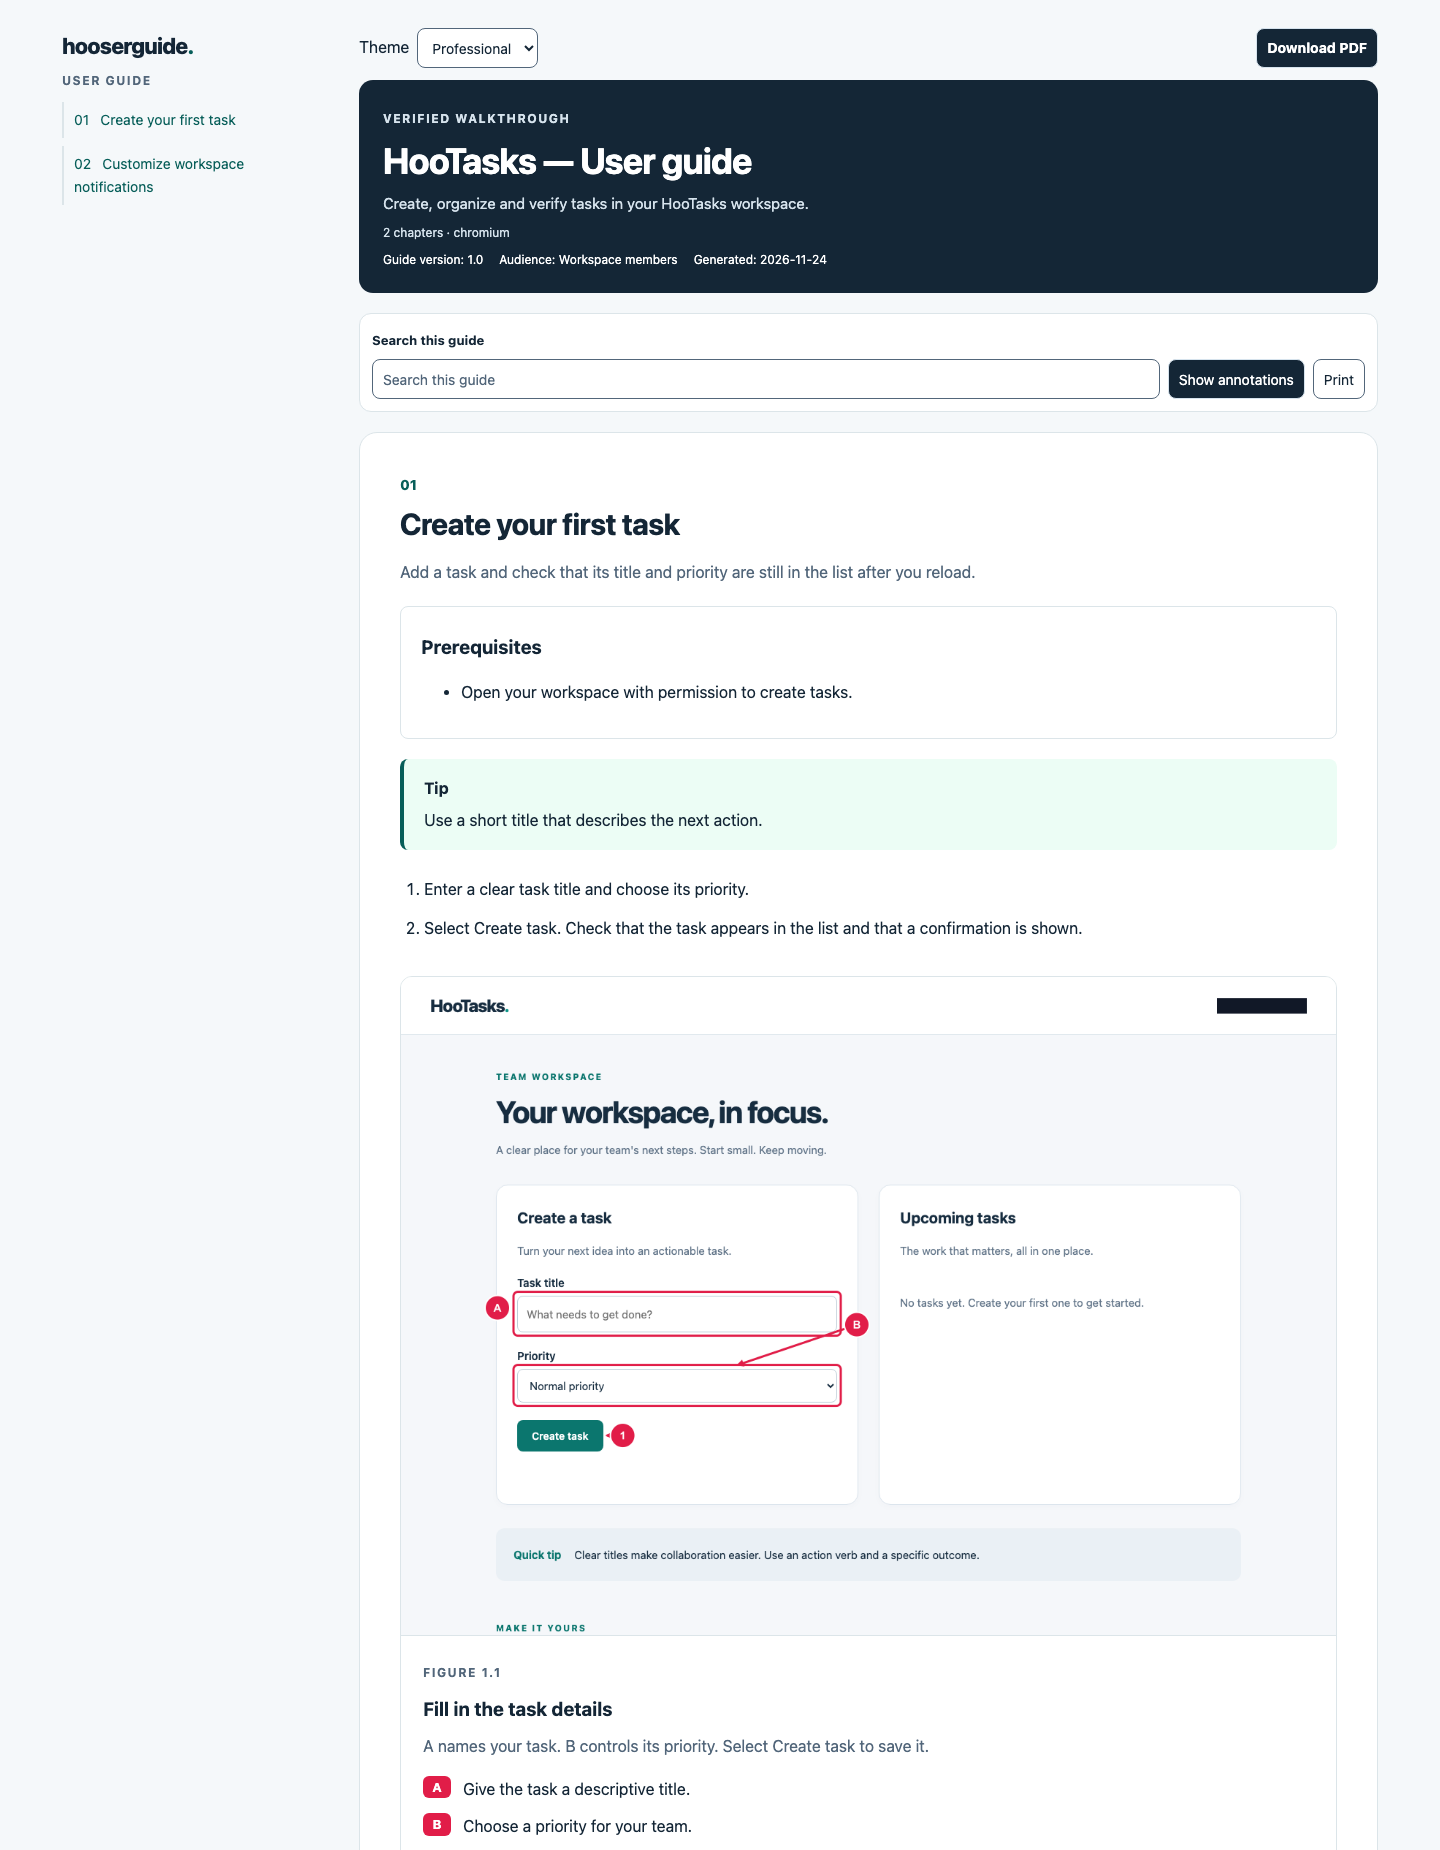 hooserguide.
USER GUIDE
01 Create your first task
02 Customize workspace
notifications
Theme
Professional
Download PDF
VERIFIED WALKTHROUGH
HooTasks — User guide
Create, organize and verify tasks in your HooTasks workspace.
2 chapters · chromium
Guide version: 1.0 Audience: Workspace members Generated: 2026-11-24
Search this guide
Search this guide
Show annotations
Print
01
Create your first task
Add a task and check that its title and priority are still in the list after you reload.
Prerequisites
• Open your workspace with permission to create tasks.
Tip
Use a short title that describes the next action.
1. Enter a clear task title and choose its priority.
2. Select Create task. Check that the task appears in the list and that a confirmation is shown.
HooTasks.
TEAM WORKSPACE
Your workspace, in focus.
A clear place for your team's next steps. Start small. Keep moving.
Create a task
Turn your next idea into an actionable task.
Task title
A
What needs to get done?
B
Priority
Normal priority
Create task
1
Upcoming tasks
The work that matters, all in one place.
No tasks yet. Create your first one to get started.
Quick tip Clear titles make collaboration easier. Use an action verb and a specific outcome.
MAKE IT YOURS
FIGURE 1.1
Fill in the task details
A names your task. B controls its priority. Select Create task to save it.
A Give the task a descriptive title.
B Choose a priority for your team.